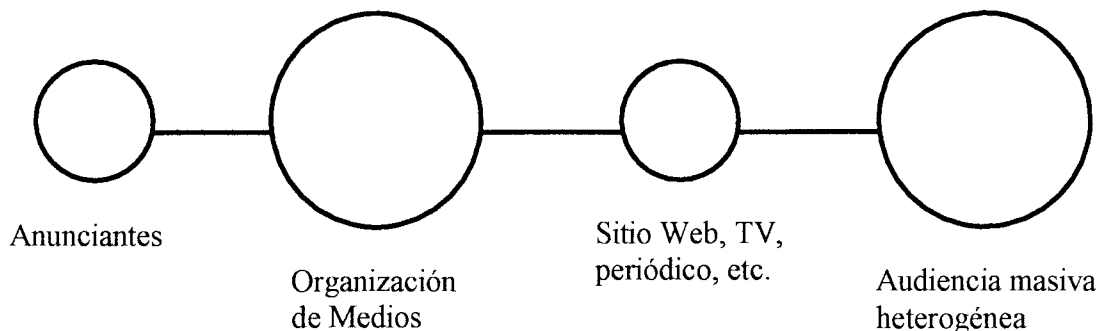 Anunciantes
Organización
de Medios
Sitio Web, TV,
periódico, etc.
Audiencia masiva
heterogénea